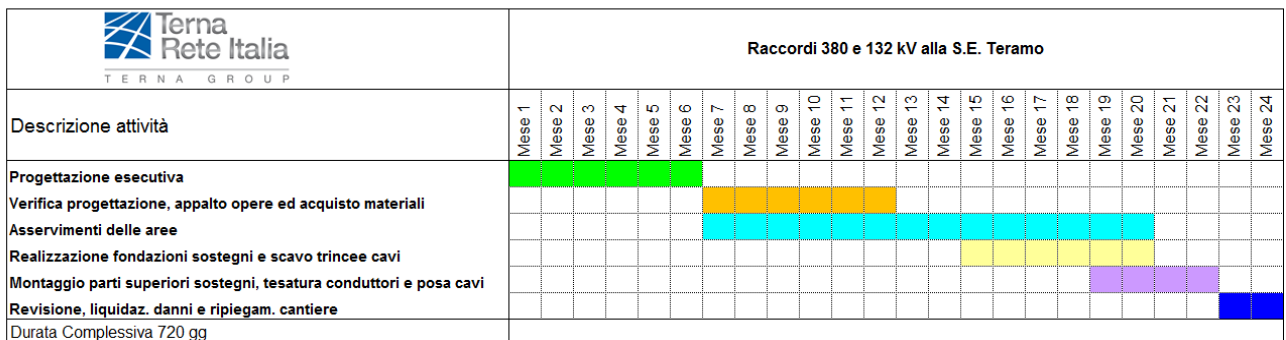 Terna
Rete Italia
TERNA GROUP
Raccordi 380 e 132 kV alla S.E. Teramo
Descrizione attività
Mese 1
Mese 2
Mese 3
Mese 4
Mese 5
Mese 6
Mese 7
Mese 8
Mese 9
Mese 10
Mese 11
Mese 12
Mese 13
Mese 14
Mese 15
Mese 16
Mese 17
Mese 18
Mese 19
Mese 20
Mese 21
Mese 22
Mese 23
Mese 24
Progettazione esecutiva
Verifica progettazione, appalto opere ed acquisto materiali
Asservimenti delle aree
Realizzazione fondazioni sostegni e scavo trincee cavi
Montaggio parti superiori sostegni, tesatura conduttori e posa cavi
Revisione, liquidaz. danni e ripiegam. cantiere
Durata Complessiva 720 gg